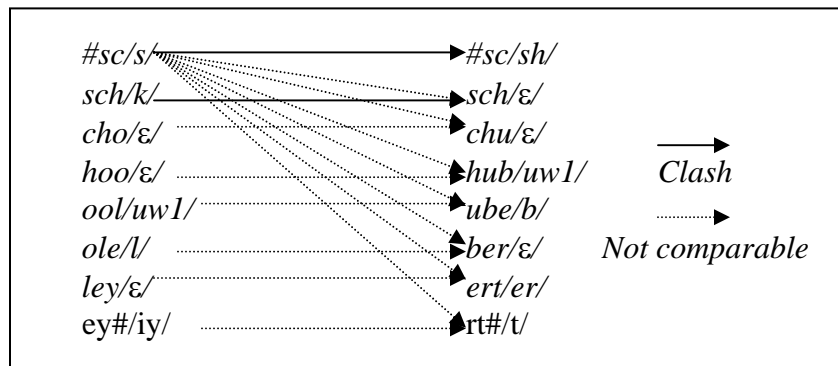 #sc/s/ #sc/sh/
sch/k/ sch/ε/
cho/ε/ chu/ε/
hoo/ε/ hub/uw1/
Clash
ool/uw1/ ube/b/
ole/l/ ber/ε/
Not comparable
ley/ε/ ert/er/
ey#/iy/ rt#/t/